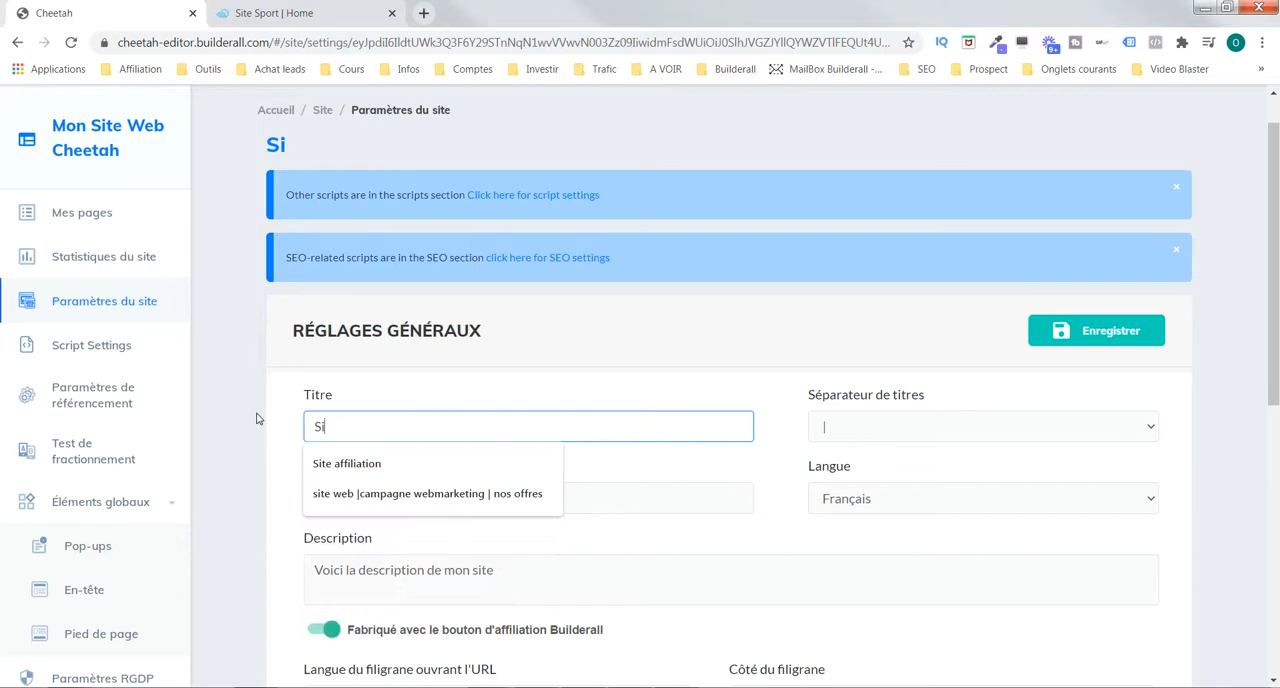 Cheetah
Site Sport | Home
cheetah-editor.builderall.com/#/site/settings/eyJpdiI6IldtUWk3Q3F6Y29STnNqN1wvVVwvN003Zz09IiwidmFsdWUiOiJ0SlhJVGZJYllQYWZVTlFEQUt4U...
Applications
Affiliation
Outils
Achat leads
Cours
Infos
Comptes
Investir
Trafic
A VOIR
Builderall
MailBox Builderall -...
SEO
Prospect
Onglets courants
Video Blaster
»
Mon Site Web
Cheetah
Mes pages
Statistiques du site
Paramètres du site
Script Settings
Paramètres de
référencement
Test de
fractionnement
Éléments globaux
Pop-ups
En-tête
Pied de page
Paramètres RGDP
Accueil / Site / Paramètres du site
Si
Other scripts are in the scripts section Click here for script settings
SEO-related scripts are in the SEO section click here for SEO settings
RÉGLAGES GÉNÉRAUX
Enregistrer
Titre
Séparateur de titres
Si
|
Site affiliation
site web |campagne webmarketing | nos offres
Langue
Français
Description
Voici la description de mon site
Fabriqué avec le bouton d'affiliation Builderall
Langue du filigrane ouvrant l'URL
Côté du filigrane